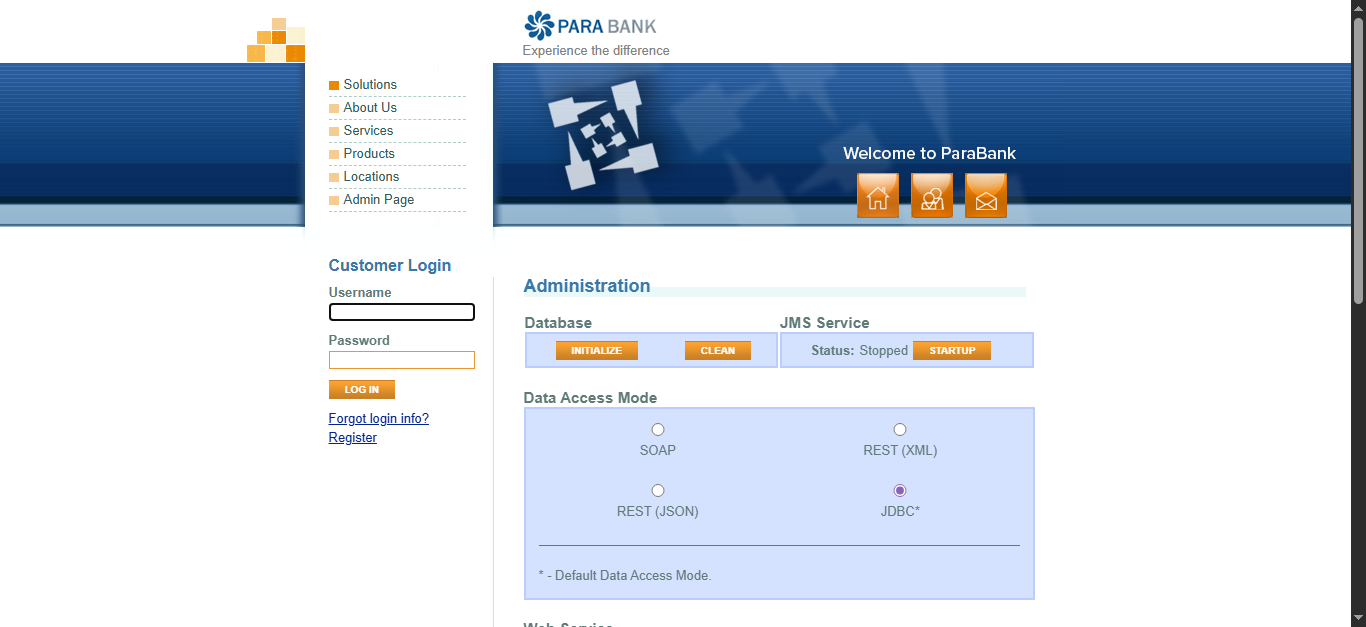 PARA BANK
Experience the difference
Solutions
About Us
Services
Products
Locations
Admin Page
Welcome to ParaBank
Customer Login
Username
Password
LOG IN
Forgot login info?
Register
Administration
Database
INITIALIZE CLEAN
JMS Service
Status: Stopped STARTUP
Data Access Mode
SOAP
REST (XML)
REST (JSON)
JDBC*
* - Default Data Access Mode.
Web Service